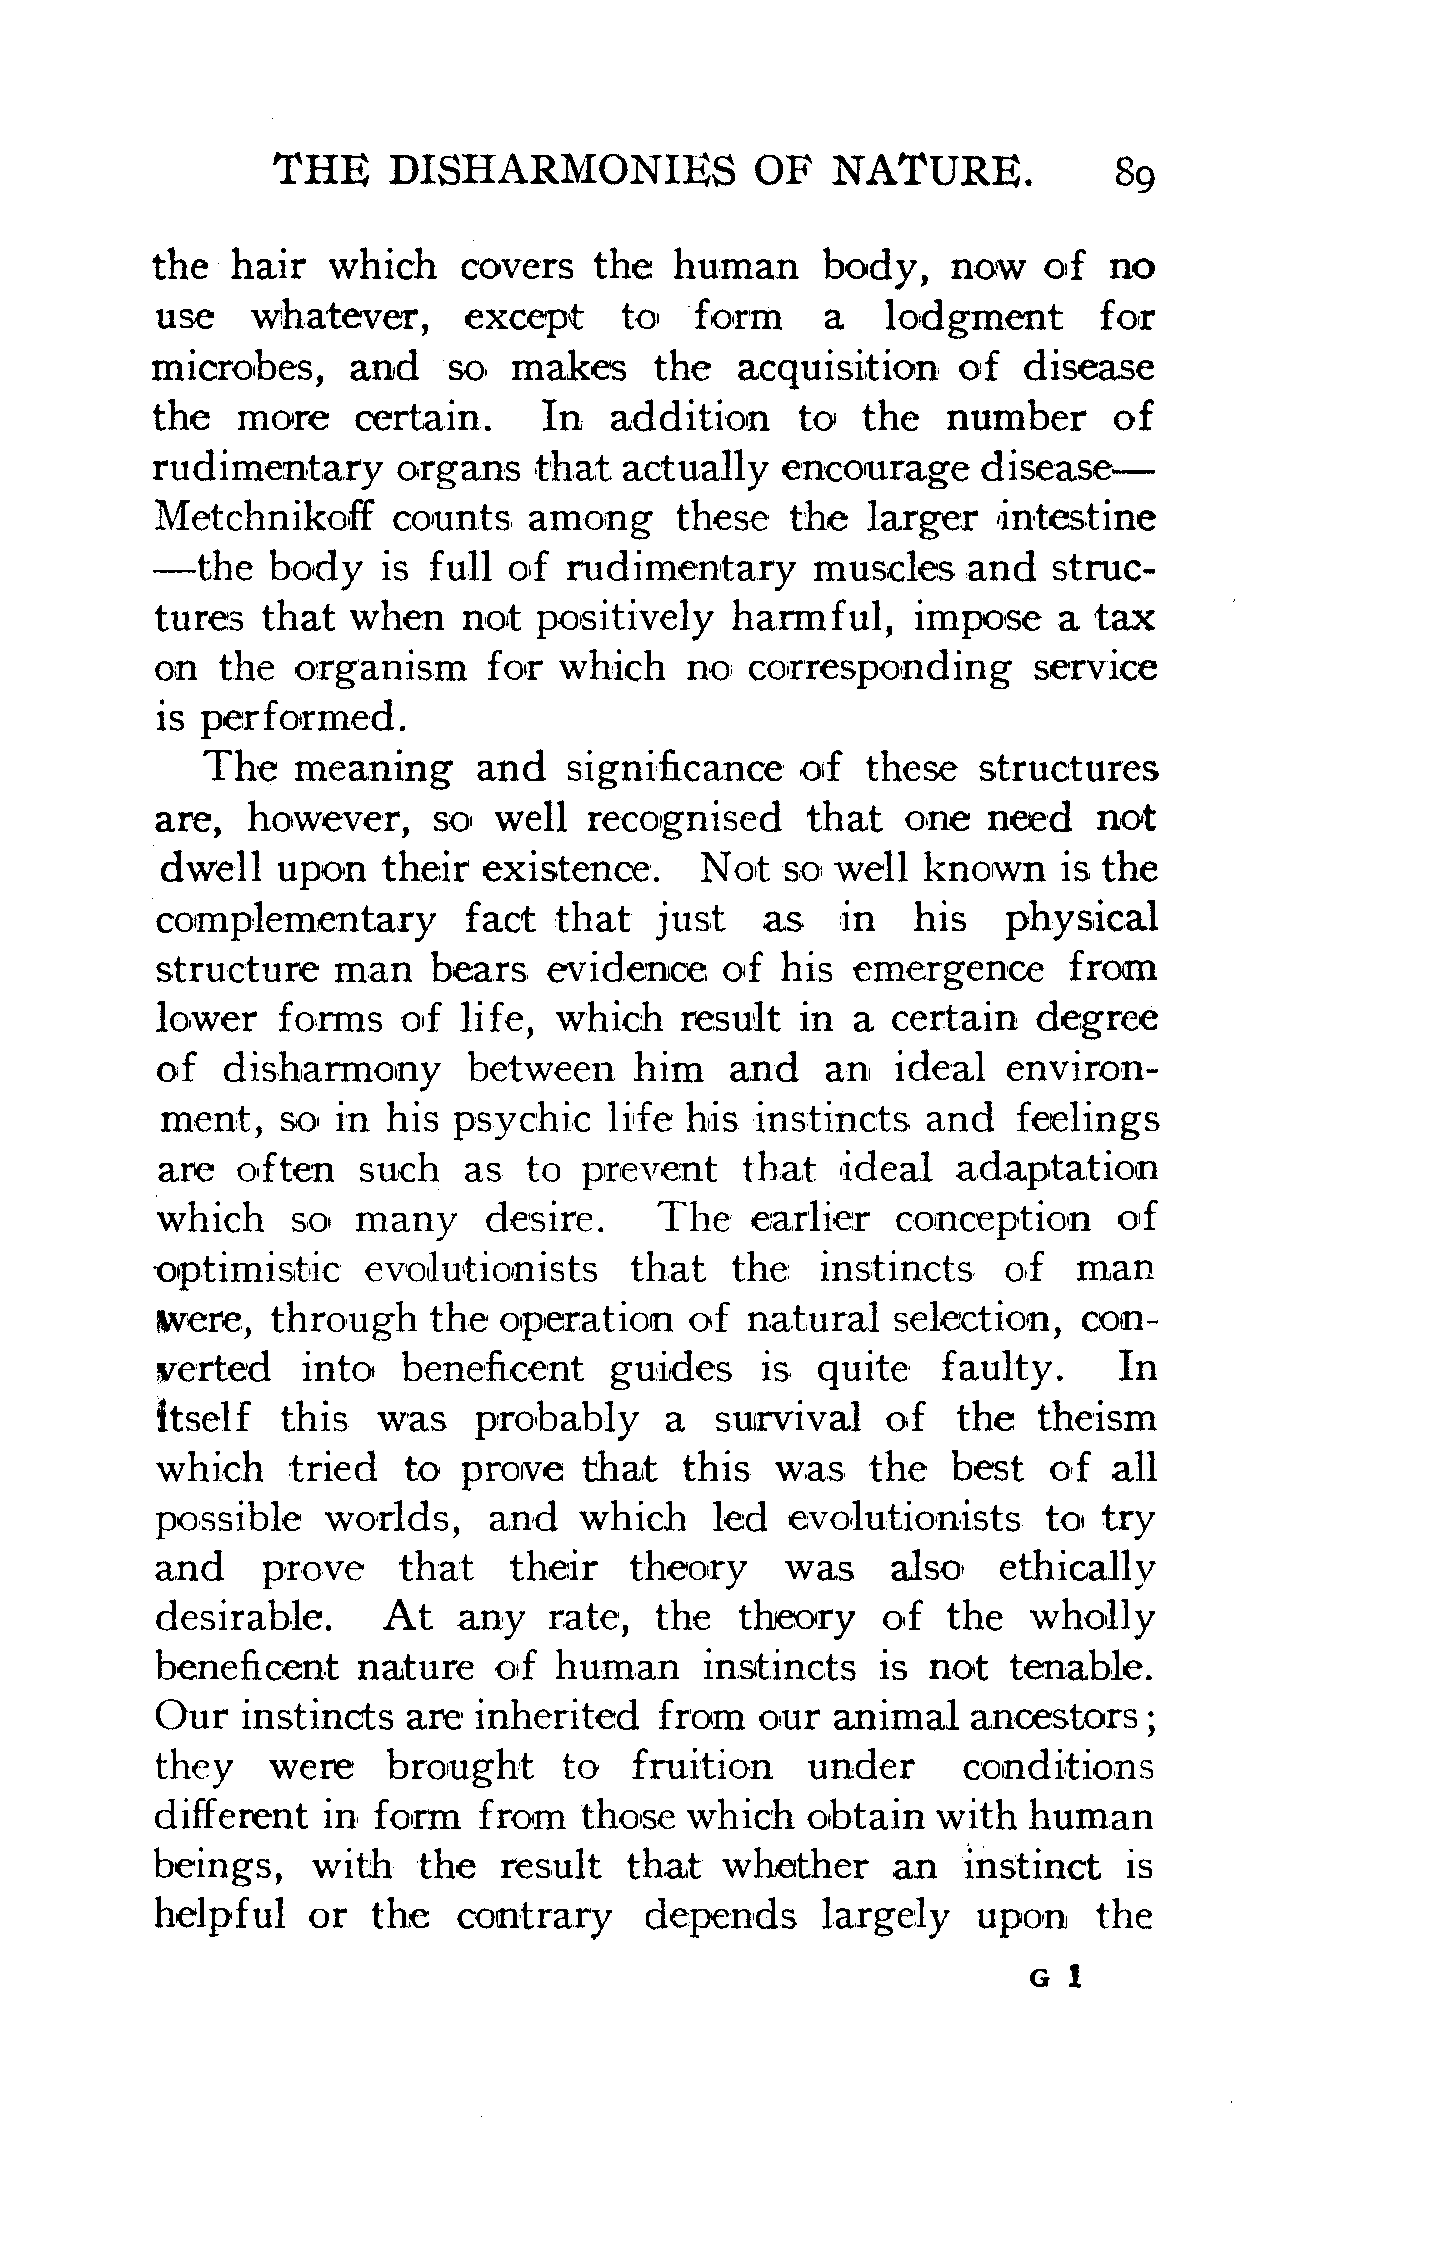 THE DISHARMONIES OF NATURE. 89
the hair which covers the human body, now of no
use whatever, except to form a lodgment for
microbes, and so makes the acquisition of disease
the more certain. In addition to the number of
rudimentary organs that actually encourage disease—
Metchnikoff counts among these the larger intestine
—the body is full of rudimentary muscles and struc-
tures that when not positively harmful, impose a tax
on the organism for which no corresponding service
is performed.
The meaning and significance of these structures
are, however, so well recognised that one need not
dwell upon their existence. Not so well known is the
complementary fact that just as in his physical
structure man bears evidence of his emergence from
lower forms of life, which result in a certain degree
of disharmony between him and an ideal environ-
ment, so in his psychic life his instincts and feelings
are often such as to prevent that ideal adaptation
which so many desire. The earlier conception of
optimistic evolutionists that the instincts of man
were, through the operation of natural selection, con-
verted into beneficent guides is quite faulty. In
itself this was probably a survival of the theism
which tried to prove that this was the best of all
possible worlds, and which led evolutionists to try
and prove that their theory was also ethically
desirable. At any rate, the theory of the wholly
beneficent nature of human instincts is not tenable.
Our instincts are inherited from our animal ancestors;
they were brought to fruition under conditions
different in form from those which obtain with human
beings, with the result that whether an instinct is
helpful or the contrary depends largely upon the
G 1